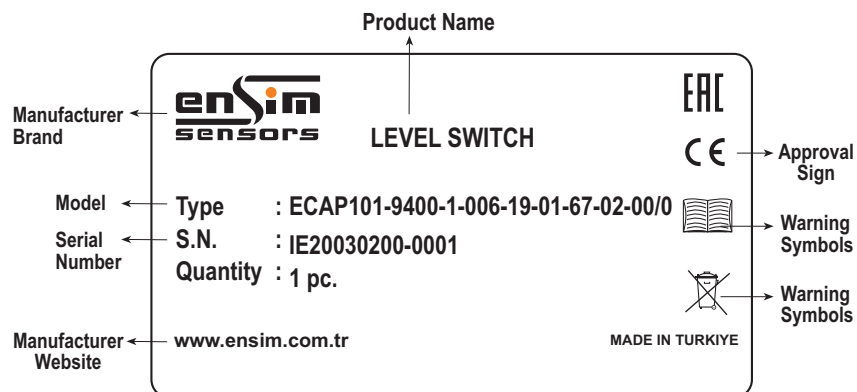 Product Name
Manufacturer
Brand
ensim
sensors
LEVEL SWITCH
EAC
CE
Approval
Sign
Model
Type : ECAP101-9400-1-006-19-01-67-02-00/0
Serial
Number
S.N. : IE20030200-0001
Quantity : 1 pc.
Warning
Symbols
Warning
Symbols
Manufacturer
Website
www.ensim.com.tr
MADE IN TURKIYE